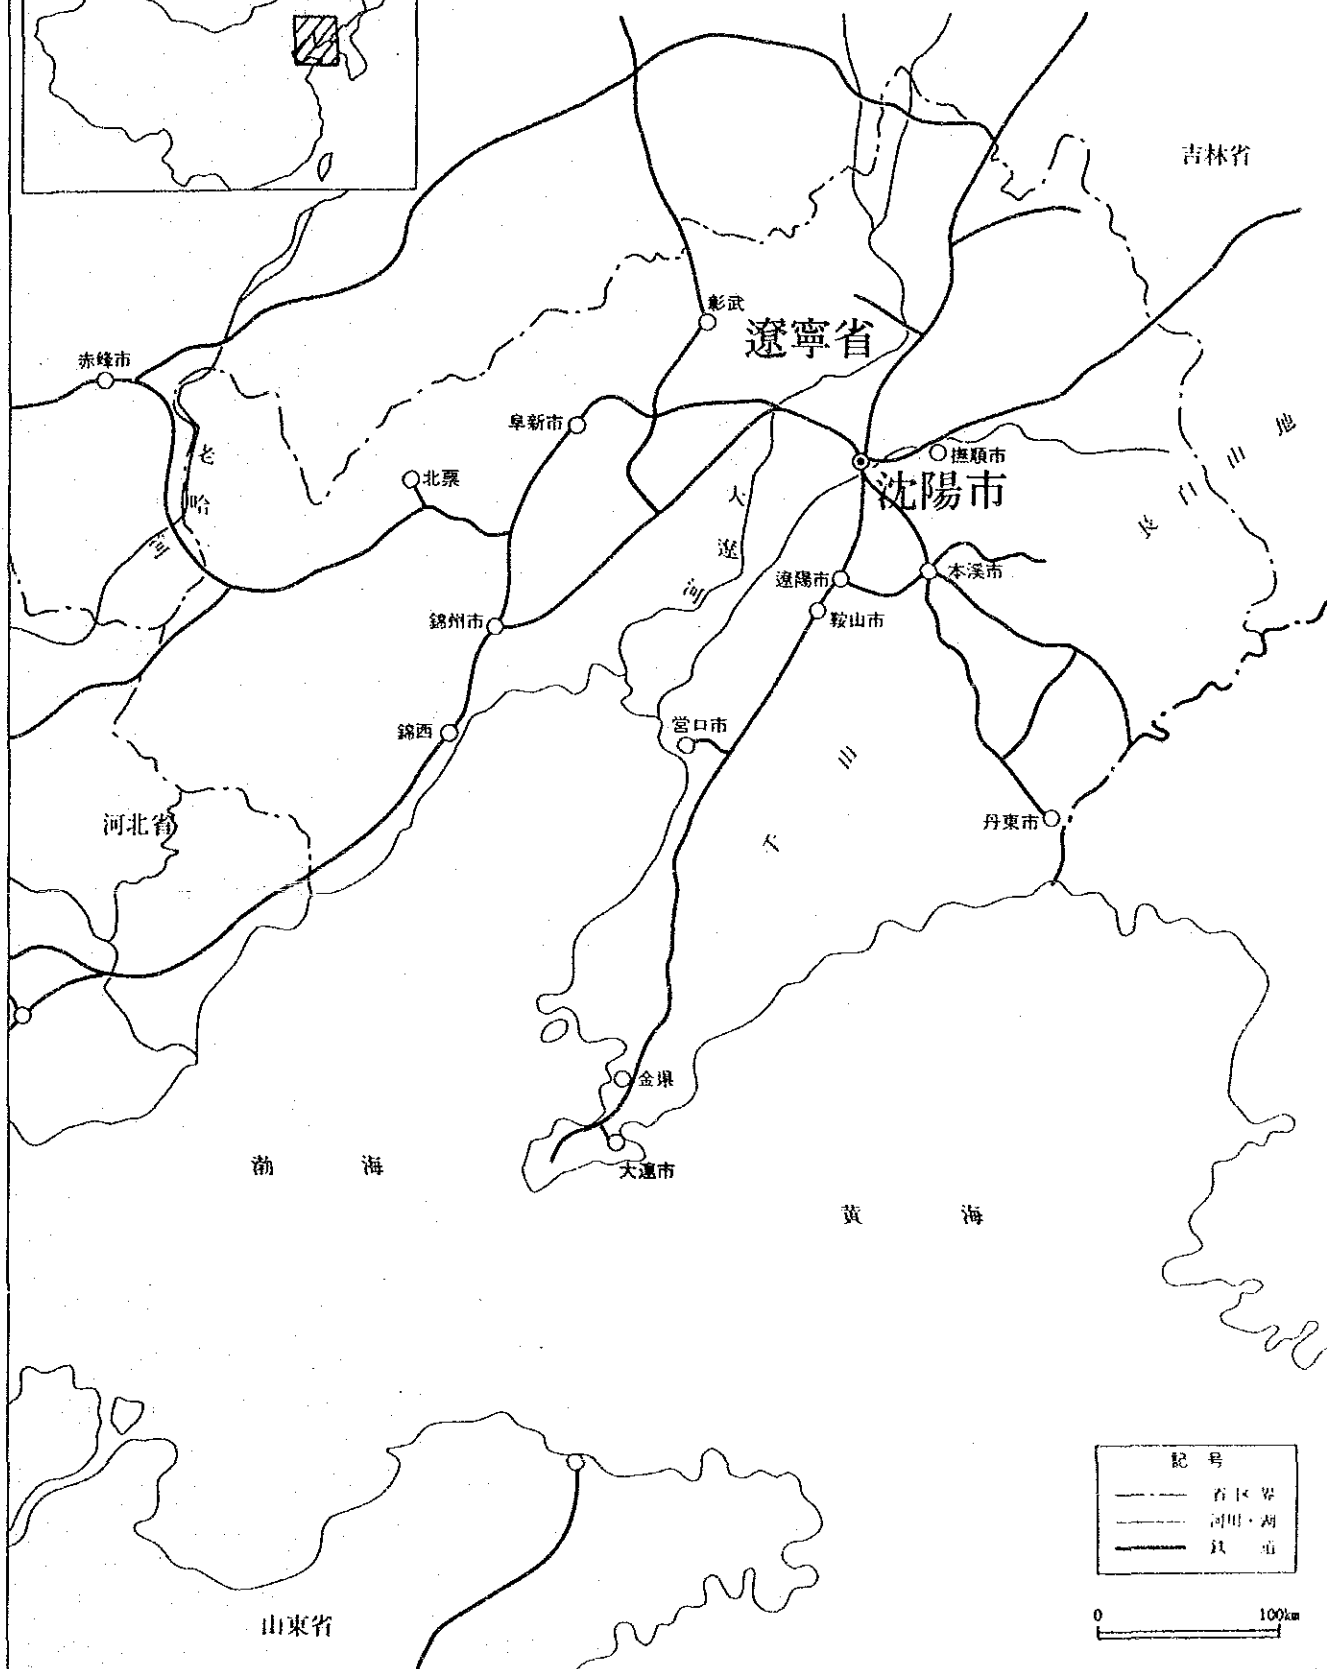 吉林省
彰武
遼寧省
赤峰市
阜新市
北票
撫順市
沈陽市
老哈河
大遼河
長白山地
遼陽市
本溪市
鞍山市
錦州市
錦西
営口市
千山
丹東市
河北省
金県
大連市
渤海
黄海
山東省
記号
省区界
河川・湖
鉄道
0 100km